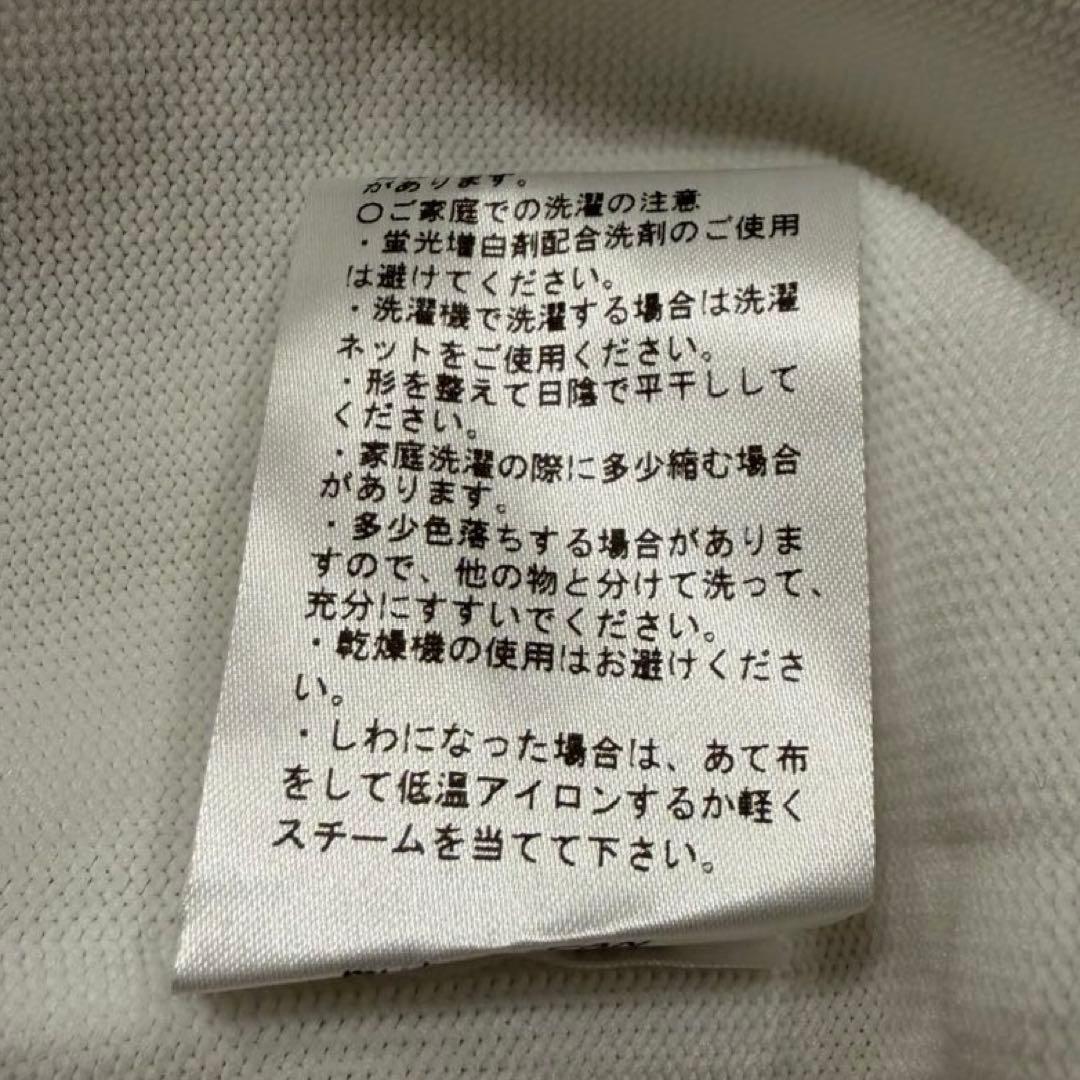 があります。
○ご家庭での洗濯の注意
・蛍光増白剤配合洗剤のご使用
は避けてください。
・洗濯機で洗濯する場合は洗濯
ネットをご使用ください。
・形を整えて日陰で平干しして
ください。
・家庭洗濯の際に多少縮む場合
があります。
・多少色落ちする場合がありま
すので、他の物と分けて洗って、
充分にすすいでください。
・乾燥機の使用はお避けくださ
い。
・しわになった場合は、あて布
をして低温アイロンするか軽く
スチームを当てて下さい。